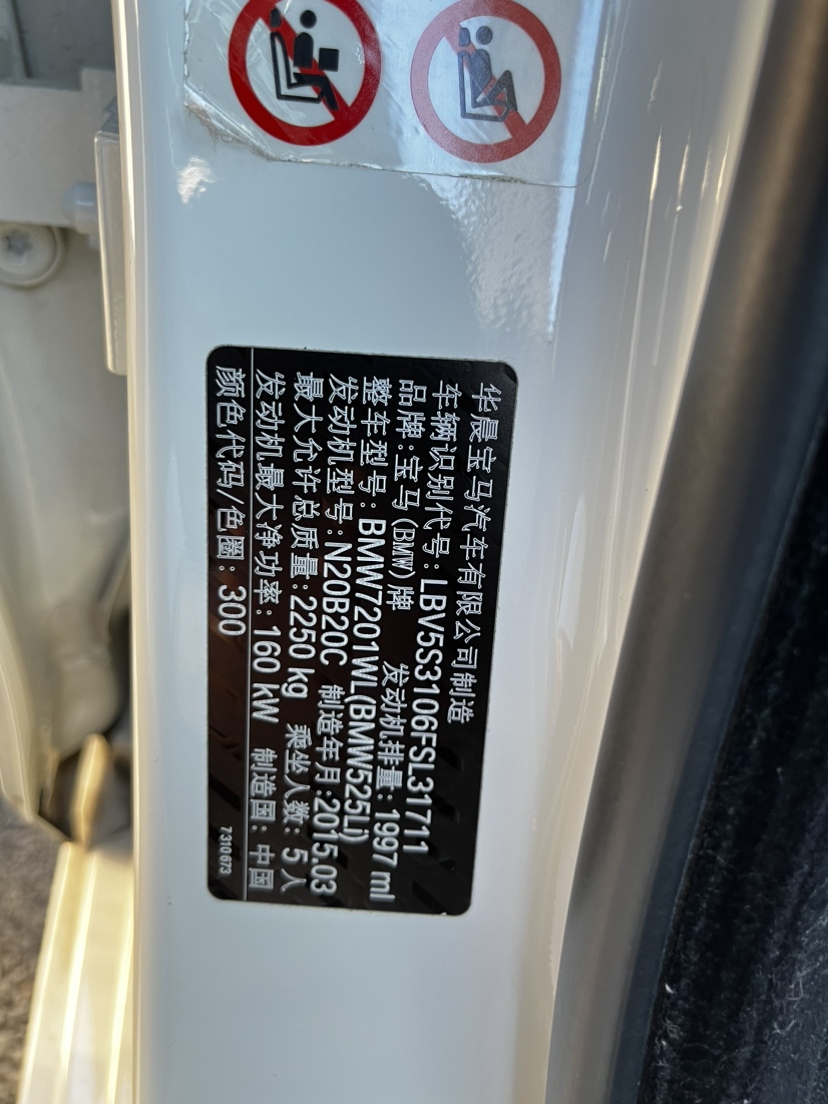 华晨宝马汽车有限公司制造
车辆识别代号：LBV5S3106FSL31711
品牌：宝马(BMW)牌 发动机排量：1997 ml
整车型号：BMW7201WL(BMW525Li)
发动机型号：N20B20C 制造年月：2015.03
最大允许总质量：2250 kg 乘坐人数：5人
发动机最大净功率：160 kW 制造国：中国
颜色代码/色圈：300
7310673